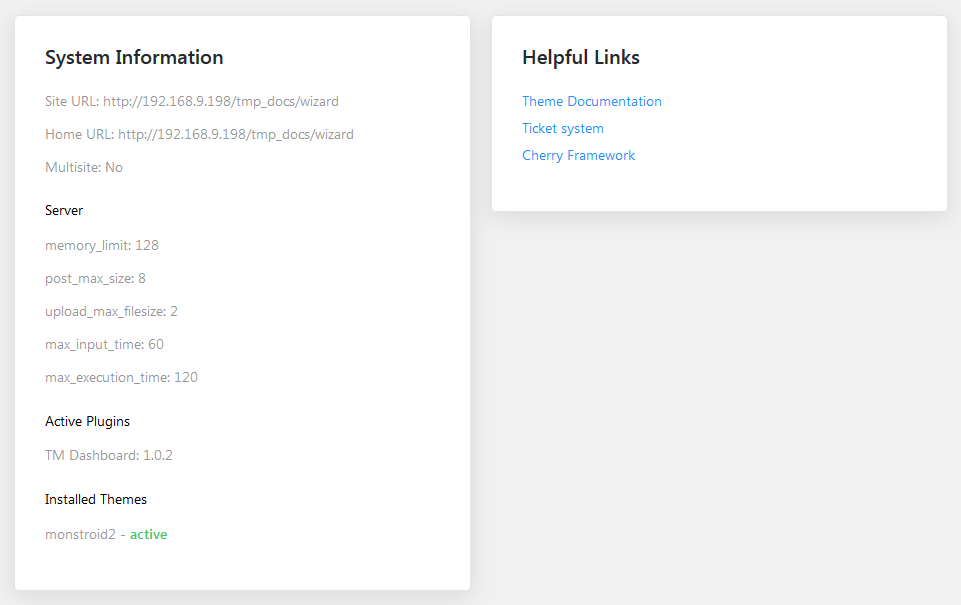 System Information
Site URL: http://192.168.9.198/tmp_docs/wizard
Home URL: http://192.168.9.198/tmp_docs/wizard
Multisite: No
Server
memory_limit: 128
post_max_size: 8
upload_max_filesize: 2
max_input_time: 60
max_execution_time: 120
Active Plugins
TM Dashboard: 1.0.2
Installed Themes
monstroid2 - active
Helpful Links
Theme Documentation
Ticket system
Cherry Framework